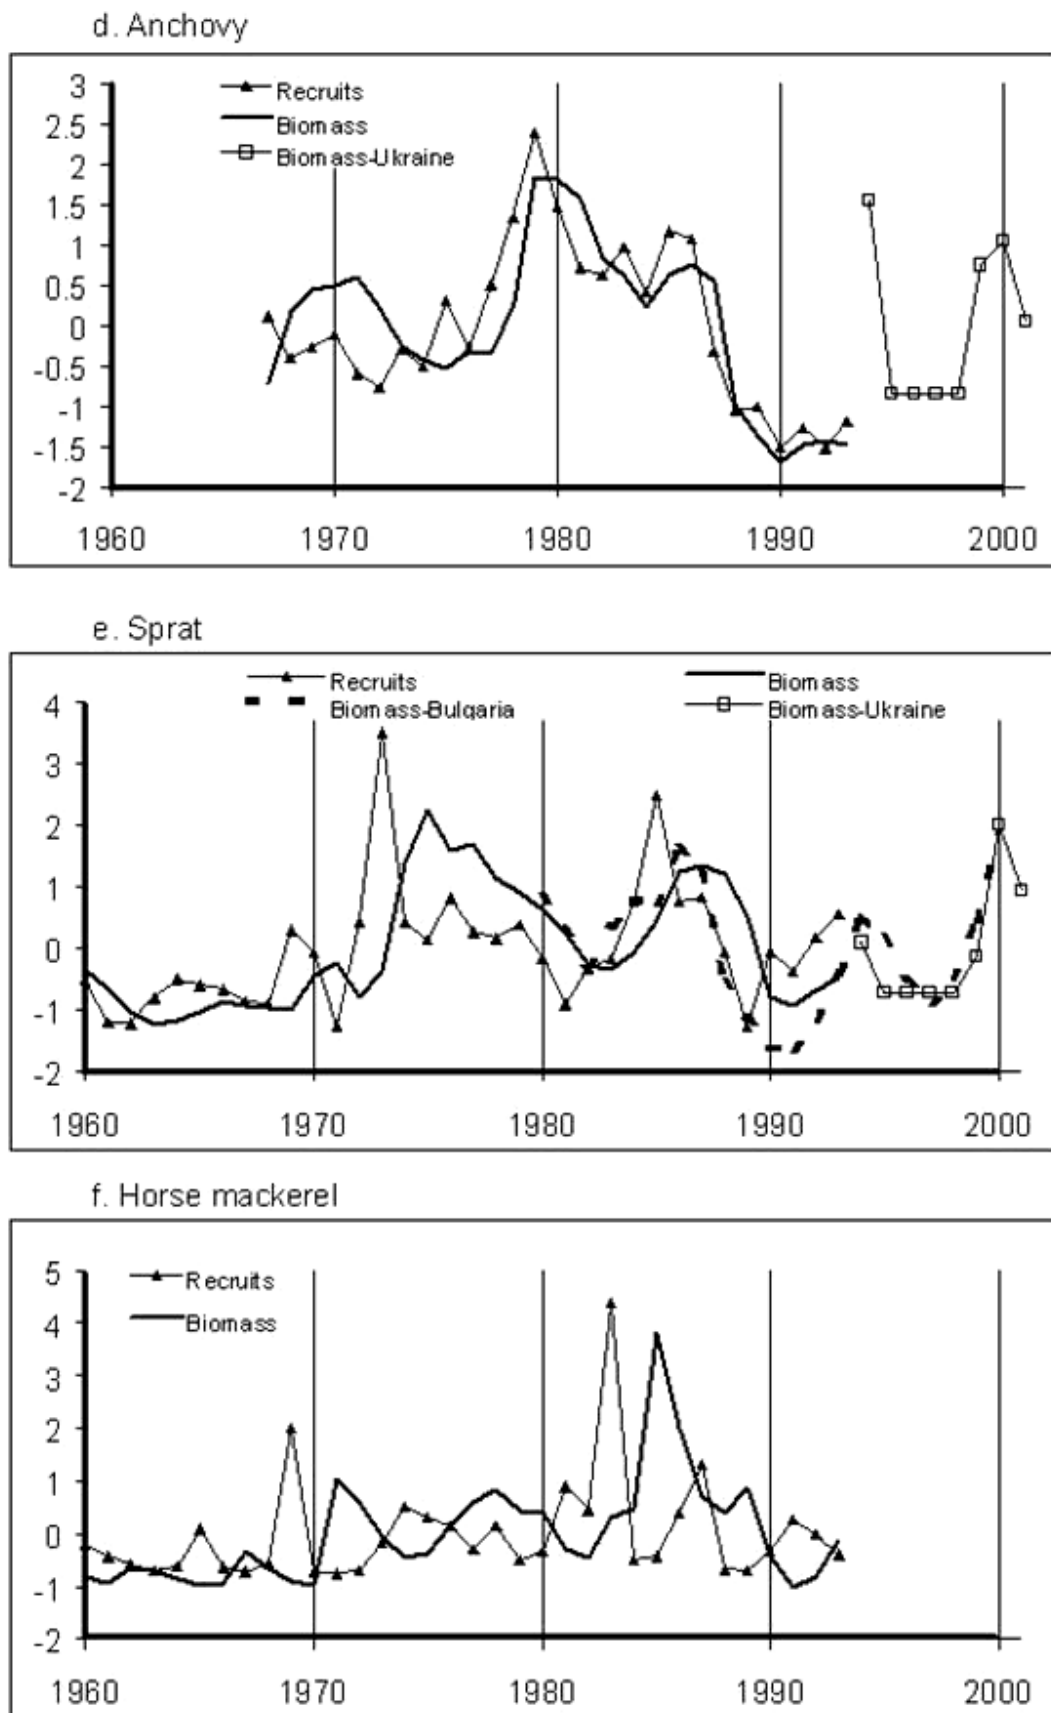 d. Anchovy
Recruits
Biomass
Biomass-Ukraine
3
2.5
2
1.5
1
0.5
0
-0.5
-1
-1.5
-2
1960 1970 1980 1990 2000
e. Sprat
Recruits Biomass
Biomass-Bulgaria Biomass-Ukraine
4
3
2
1
0
-1
-2
1960 1970 1980 1990 2000
f. Horse mackerel
Recruits
Biomass
5
4
3
2
1
0
-1
-2
1960 1970 1980 1990 2000